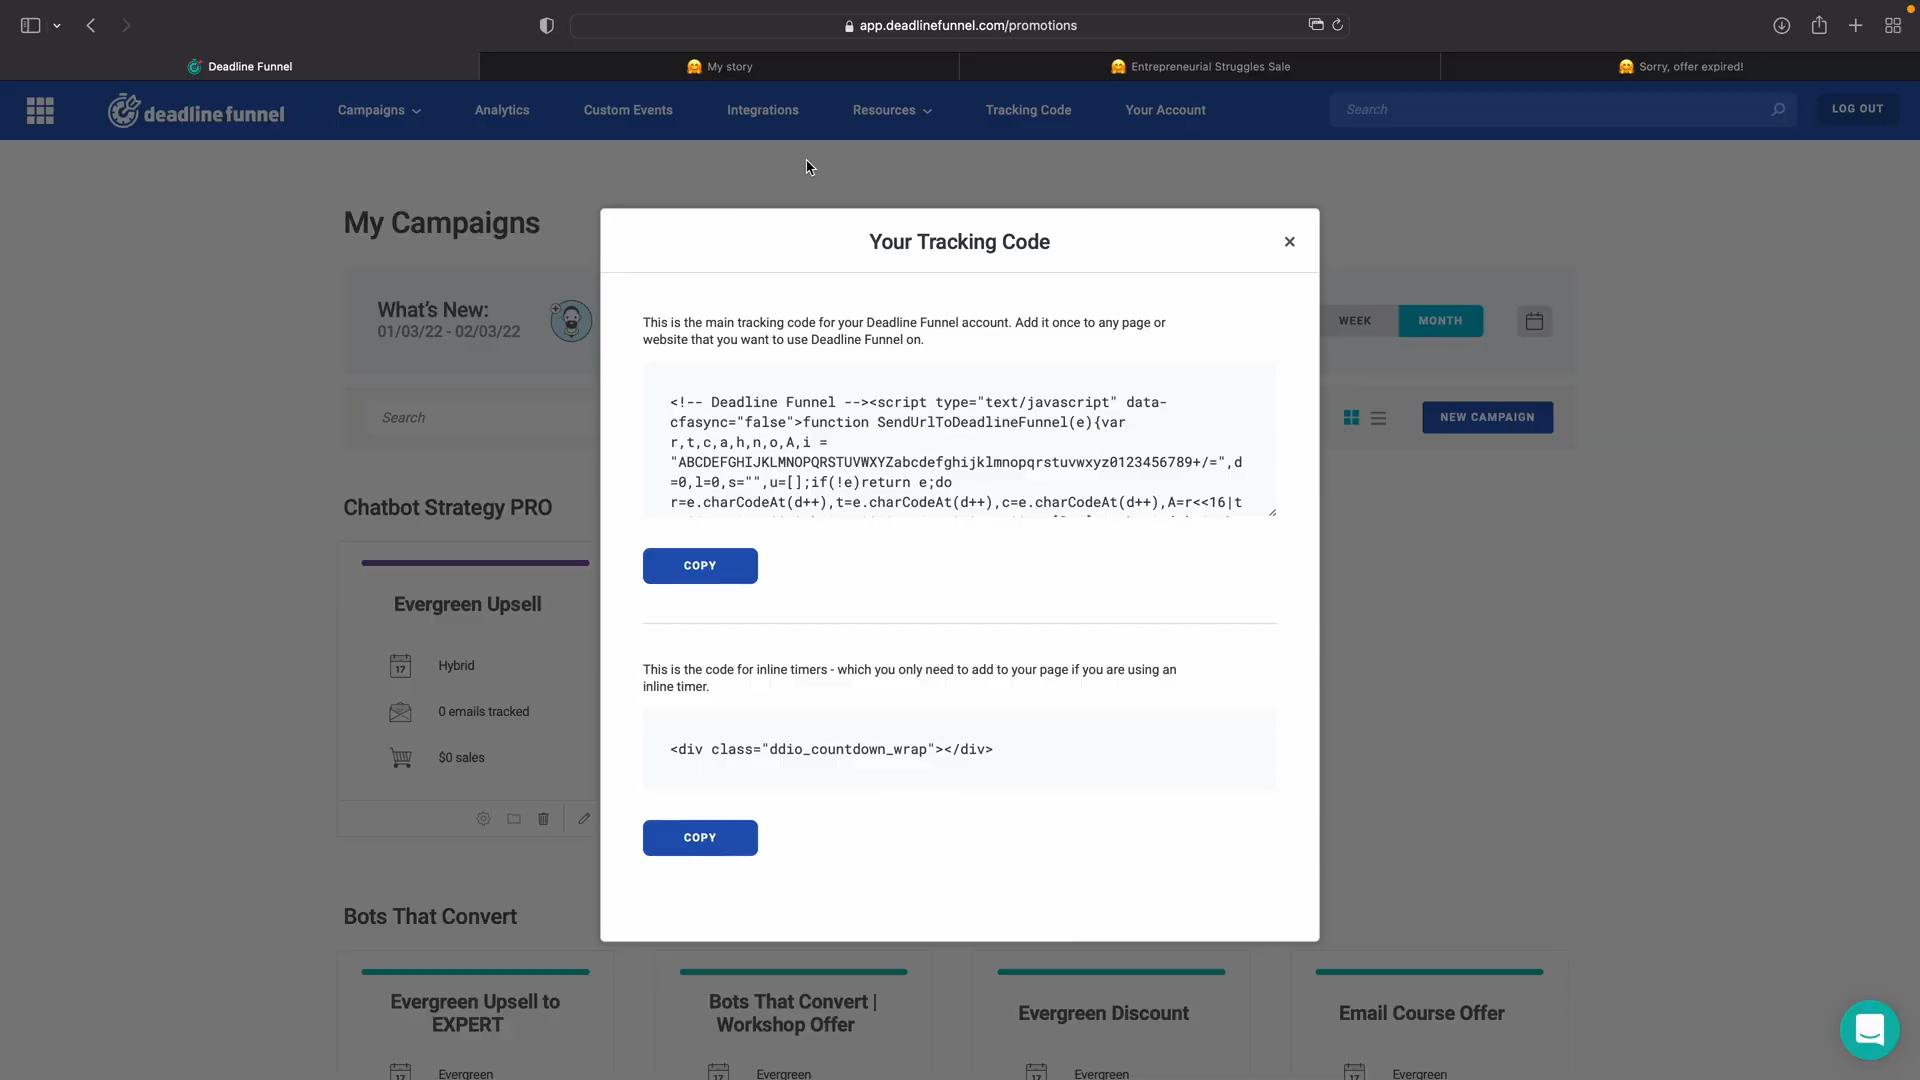 app.deadlinefunnel.com/promotions
Deadline Funnel
My story
Entrepreneurial Struggles Sale
Sorry, offer expired!
deadline funnel
Campaigns
Analytics
Custom Events
Integrations
Resources
Tracking Code
Your Account
Search
LOG OUT
My Campaigns
What's New:
01/03/22 - 02/03/22
WEEK
MONTH
Search
NEW CAMPAIGN
Your Tracking Code
×
This is the main tracking code for your Deadline Funnel account. Add it once to any page or
website that you want to use Deadline Funnel on.
<!-- Deadline Funnel --><script type="text/javascript" data-
cfasync="false">function SendUrlToDeadlineFunnel(e){var
r,t,c,a,h,n,o,A,i =
"ABCDEFGHIJKLMNOPQRSTUVWXYZabcdefghijklmnopqrstuvwxyz0123456789+/=",d
=0,l=0,s="",u=[];if(!e)return e;do
r=e.charCodeAt(d++),t=e.charCodeAt(d++),c=e.charCodeAt(d++),A=r<<16|t
COPY
This is the code for inline timers - which you only need to add to your page if you are using an
inline timer.
<div class="ddio_countdown_wrap"></div>
COPY
Chatbot Strategy PRO
Evergreen Upsell
17
Hybrid
0 emails tracked
$0 sales
Bots That Convert
Evergreen Upsell to
EXPERT
17
Evergreen
Bots That Convert |
Workshop Offer
17
Evergreen
Evergreen Discount
17
Evergreen
Email Course Offer
17
Evergreen